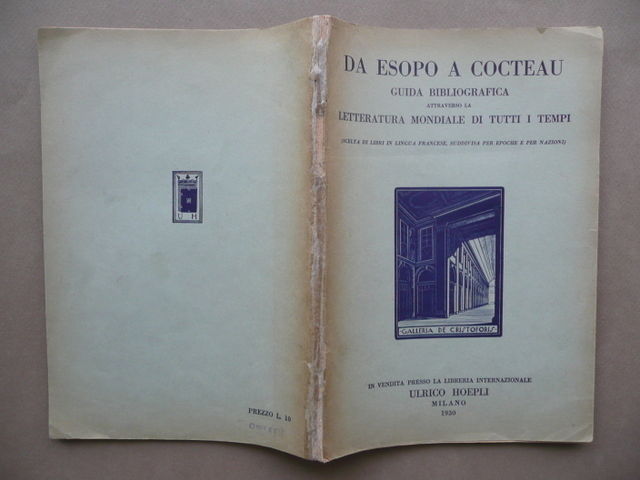 DA ESOPO A COCTEAU
GUIDA BIBLIOGRAFICA
ATTRAVERSO LA
LETTERATURA MONDIALE DI TUTTI I TEMPI
(SCELTA DI LIBRI IN LINGUA FRANCESE, SUDDIVISA PER EPOCHE E PER NAZIONI)
GALLERIA DE CRISTOFORIS
IN VENDITA PRESSO LA LIBRERIA INTERNAZIONALE
ULRICO HOEPLI
MILANO
1930
U H
PREZZO L. 10